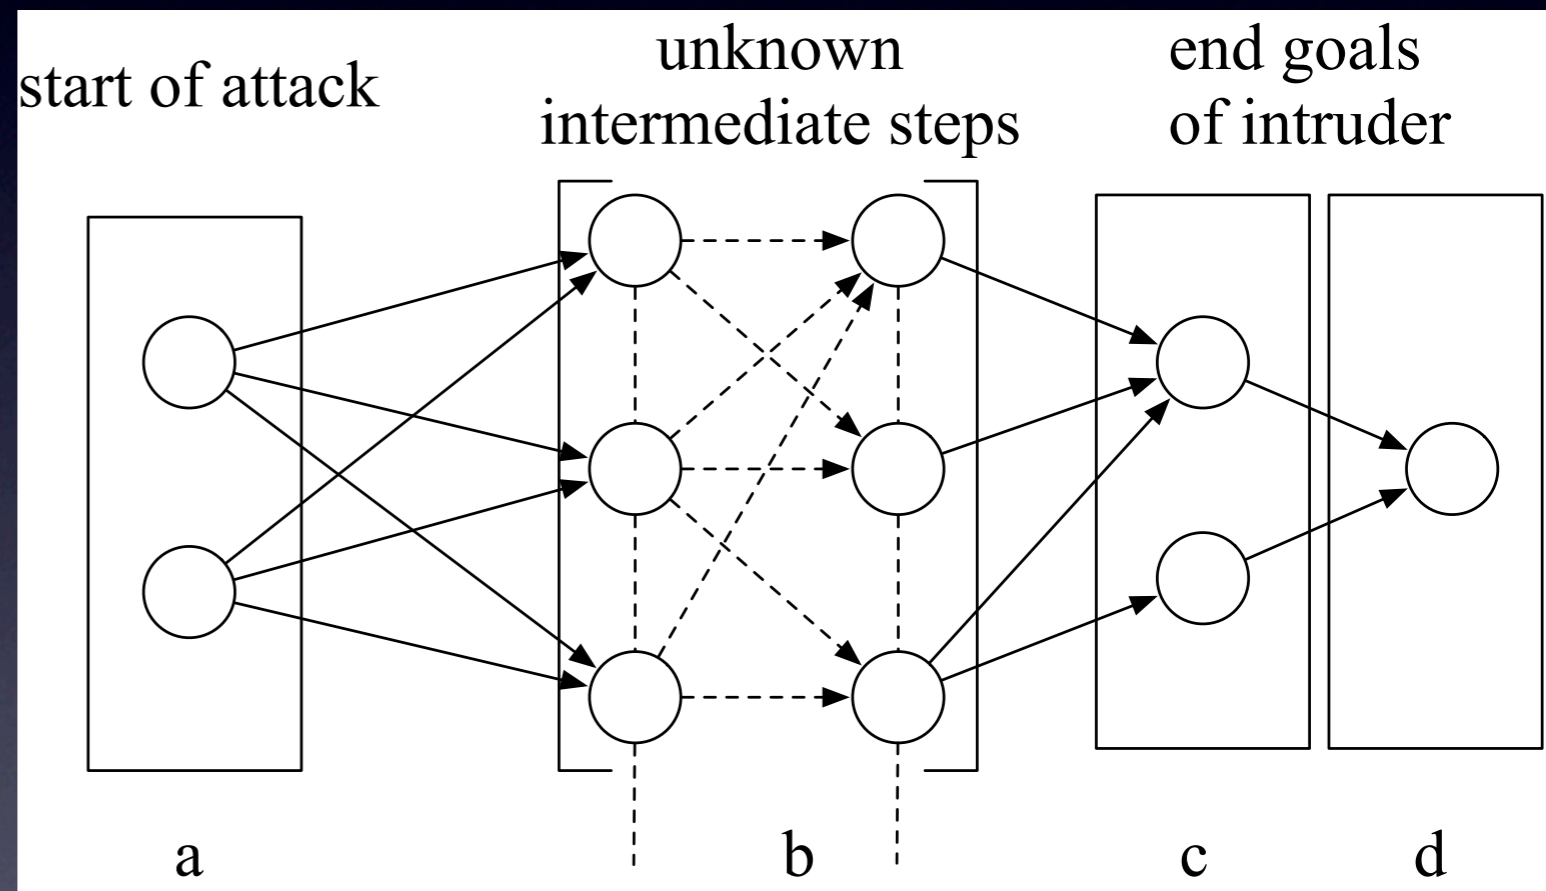 start of attack
unknown
intermediate steps
end goals
of intruder
a
b
c
d